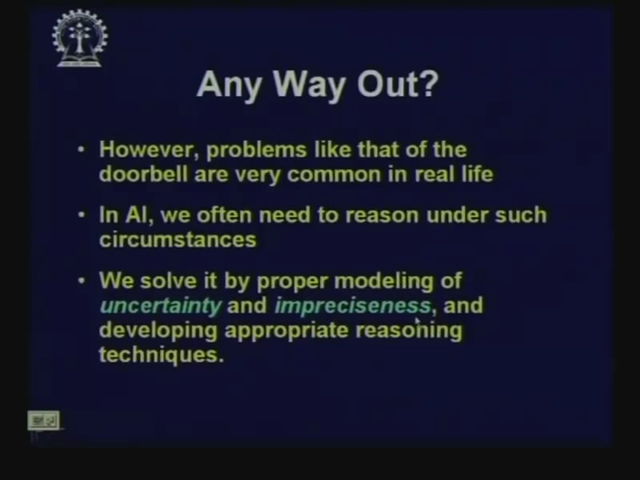 Any Way Out?
• However, problems like that of the
doorbell are very common in real life
• In AI, we often need to reason under such
circumstances
• We solve it by proper modeling of
uncertainty and impreciseness, and
developing appropriate reasoning
techniques.